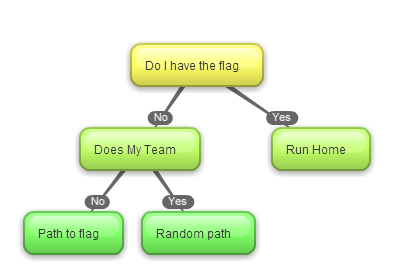 Do I have the flag
No
Yes
Does My Team
Run Home
No
Yes
Path to flag
Random path